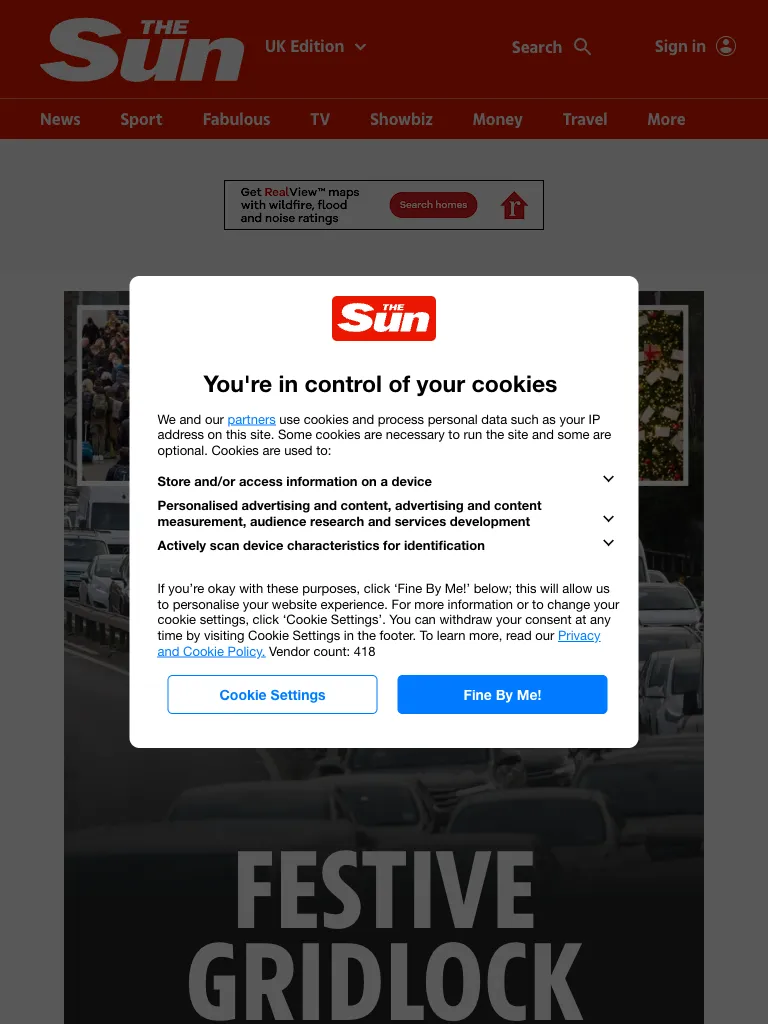 THE
Sun
UK Edition
Search
Sign in
News Sport Fabulous TV Showbiz Money Travel More
Get RealView™ maps
with wildfire, flood
and noise ratings
Search homes
r
THE
Sun
You're in control of your cookies
We and our partners use cookies and process personal data such as your IP
address on this site. Some cookies are necessary to run the site and some are
optional. Cookies are used to:
Store and/or access information on a device
Personalised advertising and content, advertising and content
measurement, audience research and services development
Actively scan device characteristics for identification
If you’re okay with these purposes, click ‘Fine By Me!’ below; this will allow us
to personalise your website experience. For more information or to change your
cookie settings, click ‘Cookie Settings’. You can withdraw your consent at any
time by visiting Cookie Settings in the footer. To learn more, read our Privacy
and Cookie Policy. Vendor count: 418
Cookie Settings
Fine By Me!
FESTIVE
GRIDLOCK